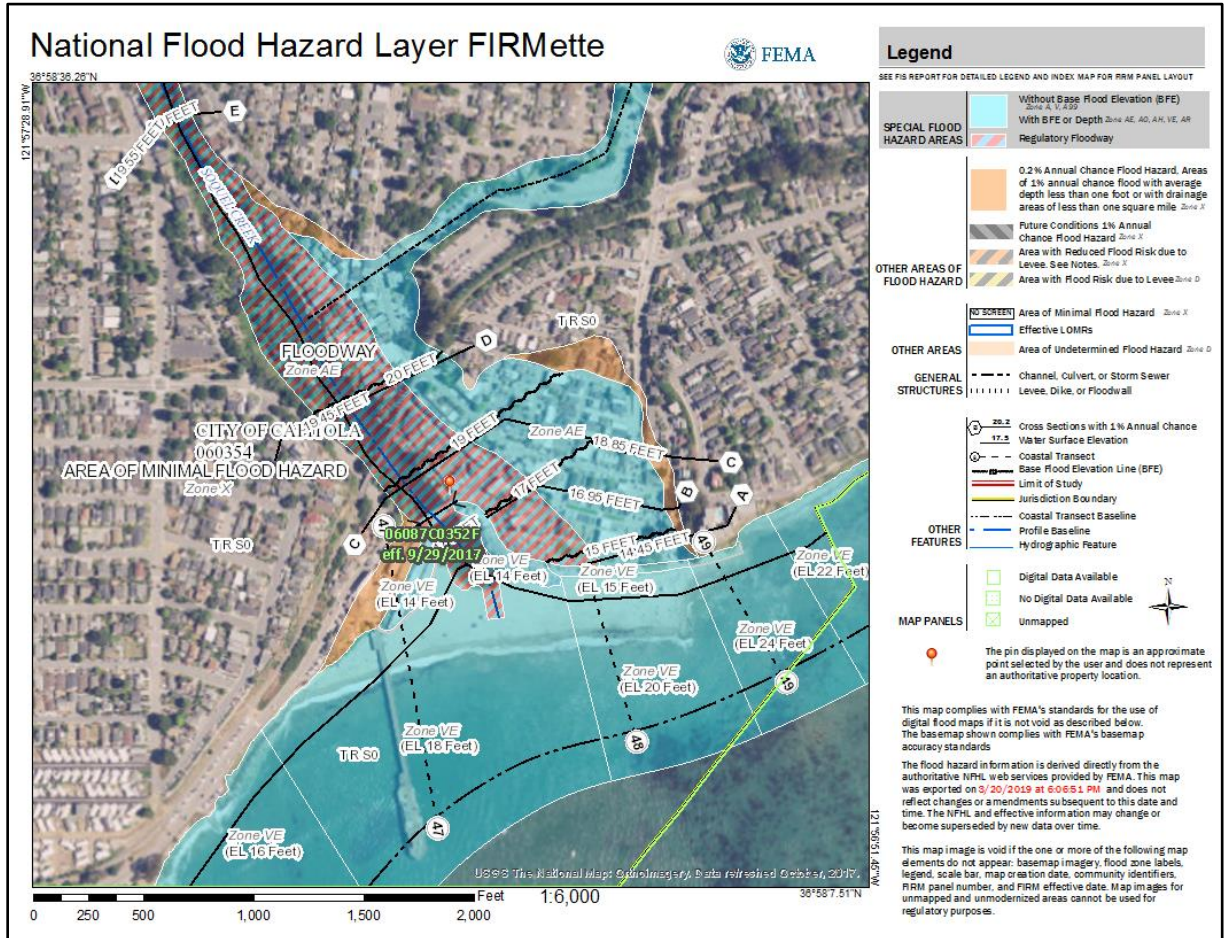 National Flood Hazard Layer FIRMette
FEMA
36°58'36.26"N
121°57'28.91"W
19.55 FEET
FEET
E
SOQUEL CREEK
T R S0
FLOODWAY
Zone AE
20 FEET
D
19.45 FEET
19 FEET
Zone AE
18.85 FEET
C
CITY OF CAPITOLA
060354
AREA OF MINIMAL FLOOD HAZARD
Zone X
17 FEET
16.95 FEET
B
A
T R S0
C
06087C0352F
eff. 9/29/2017
15 FEET
14.45 FEET
49
Zone VE
(EL 14 Feet)
Zone VE
(EL 14 Feet)
Zone VE
(EL 15 Feet)
Zone VE
(EL 22 Feet)
Zone VE
(EL 24 Feet)
Zone VE
(EL 20 Feet)
49
48
Zone VE
(EL 18 Feet)
T R S0
47
Zone VE
(EL 16 Feet)
USGS The National Map: Orthoimagery. Data refreshed October, 2017.
121°56'51.45"W
36°58'7.51"N
Feet
1:6,000
0 250 500 1,000 1,500 2,000
Legend
SEE FIS REPORT FOR DETAILED LEGEND AND INDEX MAP FOR FIRM PANEL LAYOUT
SPECIAL FLOOD
HAZARD AREAS
Without Base Flood Elevation (BFE)
Zone A, V, A99
With BFE or Depth Zone AE, AO, AH, VE, AR
Regulatory Floodway
0.2% Annual Chance Flood Hazard, Areas
of 1% annual chance flood with average
depth less than one foot or with drainage
areas of less than one square mile Zone X
Future Conditions 1% Annual
Chance Flood Hazard Zone X
Area with Reduced Flood Risk due to
Levee. See Notes. Zone X
Area with Flood Risk due to Levee Zone D
OTHER AREAS OF
FLOOD HAZARD
NO SCREEN Area of Minimal Flood Hazard Zone X
Effective LOMRs
Area of Undetermined Flood Hazard Zone D
OTHER AREAS
GENERAL
STRUCTURES
Channel, Culvert, or Storm Sewer
Levee, Dike, or Floodwall
20.2 Cross Sections with 1% Annual Chance
17.5 Water Surface Elevation
Coastal Transect
Base Flood Elevation Line (BFE)
Limit of Study
Jurisdiction Boundary
Coastal Transect Baseline
Profile Baseline
Hydrographic Feature
OTHER
FEATURES
Digital Data Available
No Digital Data Available
Unmapped
MAP PANELS
N
The pin displayed on the map is an approximate
point selected by the user and does not represent
an authoritative property location.
This map complies with FEMA's standards for the use of
digital flood maps if it is not void as described below.
The basemap shown complies with FEMA's basemap
accuracy standards
The flood hazard information is derived directly from the
authoritative NFHL web services provided by FEMA. This map
was exported on 3/20/2019 at 6:06:51 PM and does not
reflect changes or amendments subsequent to this date and
time. The NFHL and effective information may change or
become superseded by new data over time.
This map image is void if the one or more of the following map
elements do not appear: basemap imagery, flood zone labels,
legend, scale bar, map creation date, community identifiers,
FIRM panel number, and FIRM effective date. Map images for
unmapped and unmodernized areas cannot be used for
regulatory purposes.